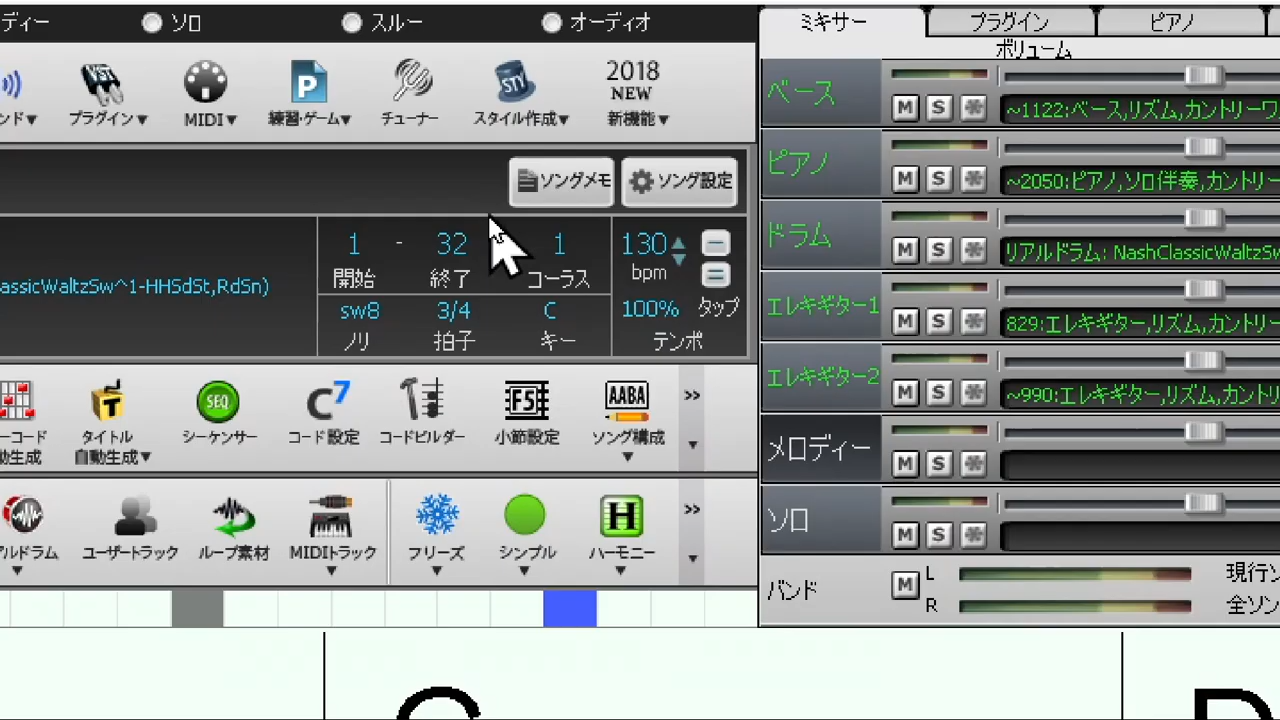 ディー ソロ スルー オーディオ
ミキサー プラグイン ピアノ
ボリューム
STY 2018
NEW
ンド▼ プラグイン▼ MIDI▼ 練習・ゲーム▼ チューナー スタイル作成▼ 新機能▼
ベース M S ~1122:ベース,リズム,カントリーワ
ピアノ M S ~2050:ピアノ,ソロ伴奏,カントリー
ソングメモ ソング設定
ドラム M S リアルドラム: NashClassicWaltzSw
1 - 32 1 130
開始 終了 コーラス bpm
assicWaltzSw^1-HHSdSt,RdSn)
sw8 3/4 C 100% タップ
ノリ 拍子 キー テンポ
エレキギター1 M S 829:エレキギター,リズム,カントリー
エレキギター2 M S ~990:エレキギター,リズム,カントリ
SEQ C7 F5 AABA »
ーコード タイトル シーケンサー コード設定 コードビルダー 小節設定 ソング構成
動生成 自動生成▼
メロディー M S
ソロ M S
H »
アルドラム ユーザートラック ループ素材 MIDIトラック フリーズ シンプル ハーモニー
バンド M L 現行ソ
R 全ソン
C